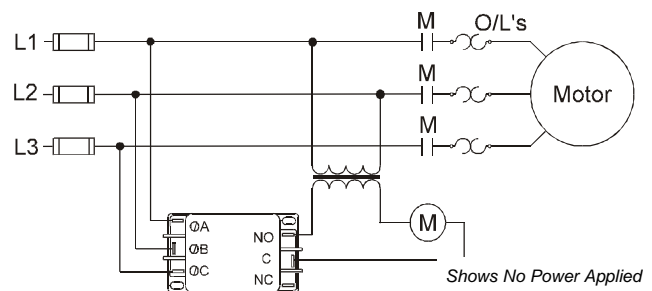 M
O/L's
L1
M
L2
Motor
M
L3
ØA
NO
M
ØB
C
ØC
NC
Shows No Power Applied